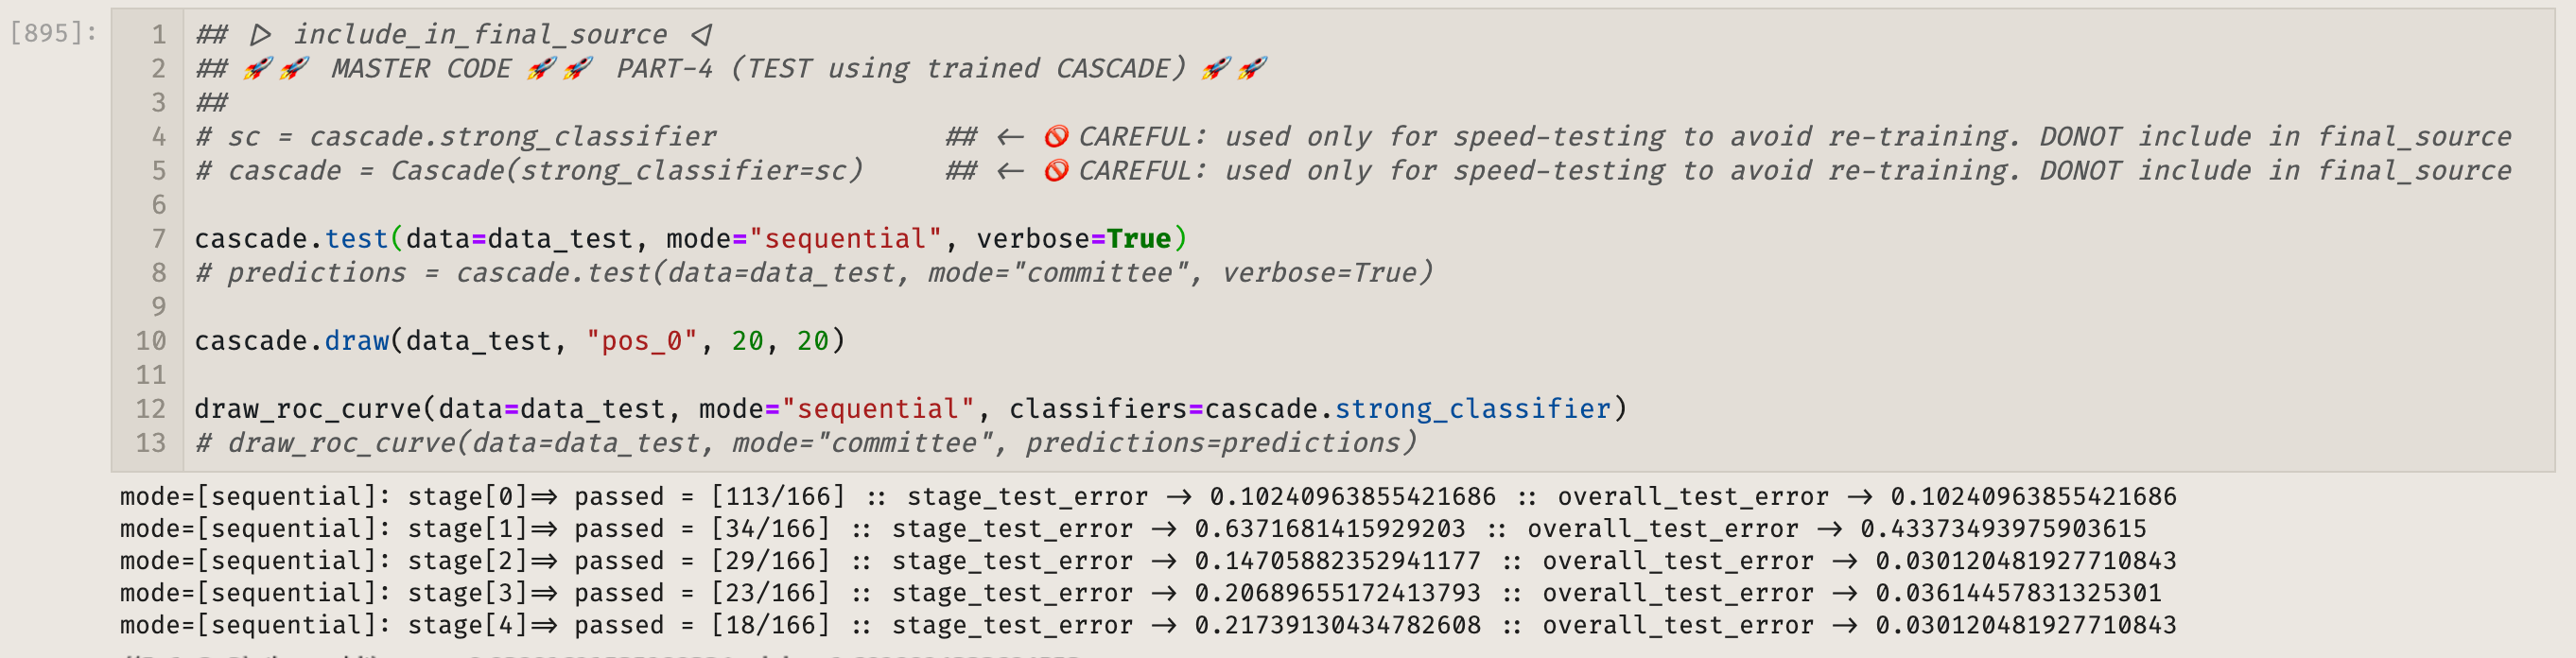 [895]:
1 ## ▷ include_in_final_source ◁
2 ## 🚀🚀 MASTER CODE 🚀🚀 PART-4 (TEST using trained CASCADE) 🚀🚀
3 ##
4 # sc = cascade.strong_classifier ## ← 🚫 CAREFUL: used only for speed-testing to avoid re-training. DONOT include in final_source
5 # cascade = Cascade(strong_classifier=sc) ## ← 🚫 CAREFUL: used only for speed-testing to avoid re-training. DONOT include in final_source
6
7 cascade.test(data=data_test, mode="sequential", verbose=True)
8 # predictions = cascade.test(data=data_test, mode="committee", verbose=True)
9
10 cascade.draw(data_test, "pos_0", 20, 20)
11
12 draw_roc_curve(data=data_test, mode="sequential", classifiers=cascade.strong_classifier)
13 # draw_roc_curve(data=data_test, mode="committee", predictions=predictions)
mode=[sequential]: stage[0]⇒ passed = [113/166] :: stage_test_error → 0.10240963855421686 :: overall_test_error → 0.10240963855421686
mode=[sequential]: stage[1]⇒ passed = [34/166] :: stage_test_error → 0.6371681415929203 :: overall_test_error → 0.43373493975903615
mode=[sequential]: stage[2]⇒ passed = [29/166] :: stage_test_error → 0.14705882352941177 :: overall_test_error → 0.030120481927710843
mode=[sequential]: stage[3]⇒ passed = [23/166] :: stage_test_error → 0.20689655172413793 :: overall_test_error → 0.03614457831325301
mode=[sequential]: stage[4]⇒ passed = [18/166] :: stage_test_error → 0.21739130434782608 :: overall_test_error → 0.030120481927710843